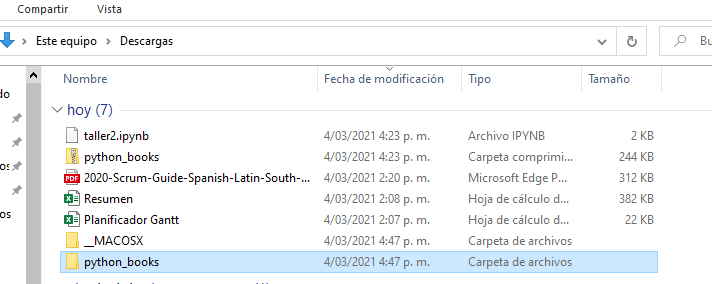 Compartir Vista
Este equipo > Descargas
Bu
Nombre Fecha de modificación Tipo Tamaño
do
hoy (7)
taller2.ipynb 4/03/2021 4:23 p. m. Archivo IPYNB 2 KB
python_books 4/03/2021 4:23 p. m. Carpeta comprimi... 244 KB
PDF 2020-Scrum-Guide-Spanish-Latin-South-... 4/03/2021 2:20 p. m. Microsoft Edge P... 312 KB
Resumen 4/03/2021 2:08 p. m. Hoja de cálculo d... 382 KB
Planificador Gantt 4/03/2021 2:07 p. m. Hoja de cálculo d... 22 KB
os
__MACOSX 4/03/2021 4:47 p. m. Carpeta de archivos
python_books 4/03/2021 4:47 p. m. Carpeta de archivos